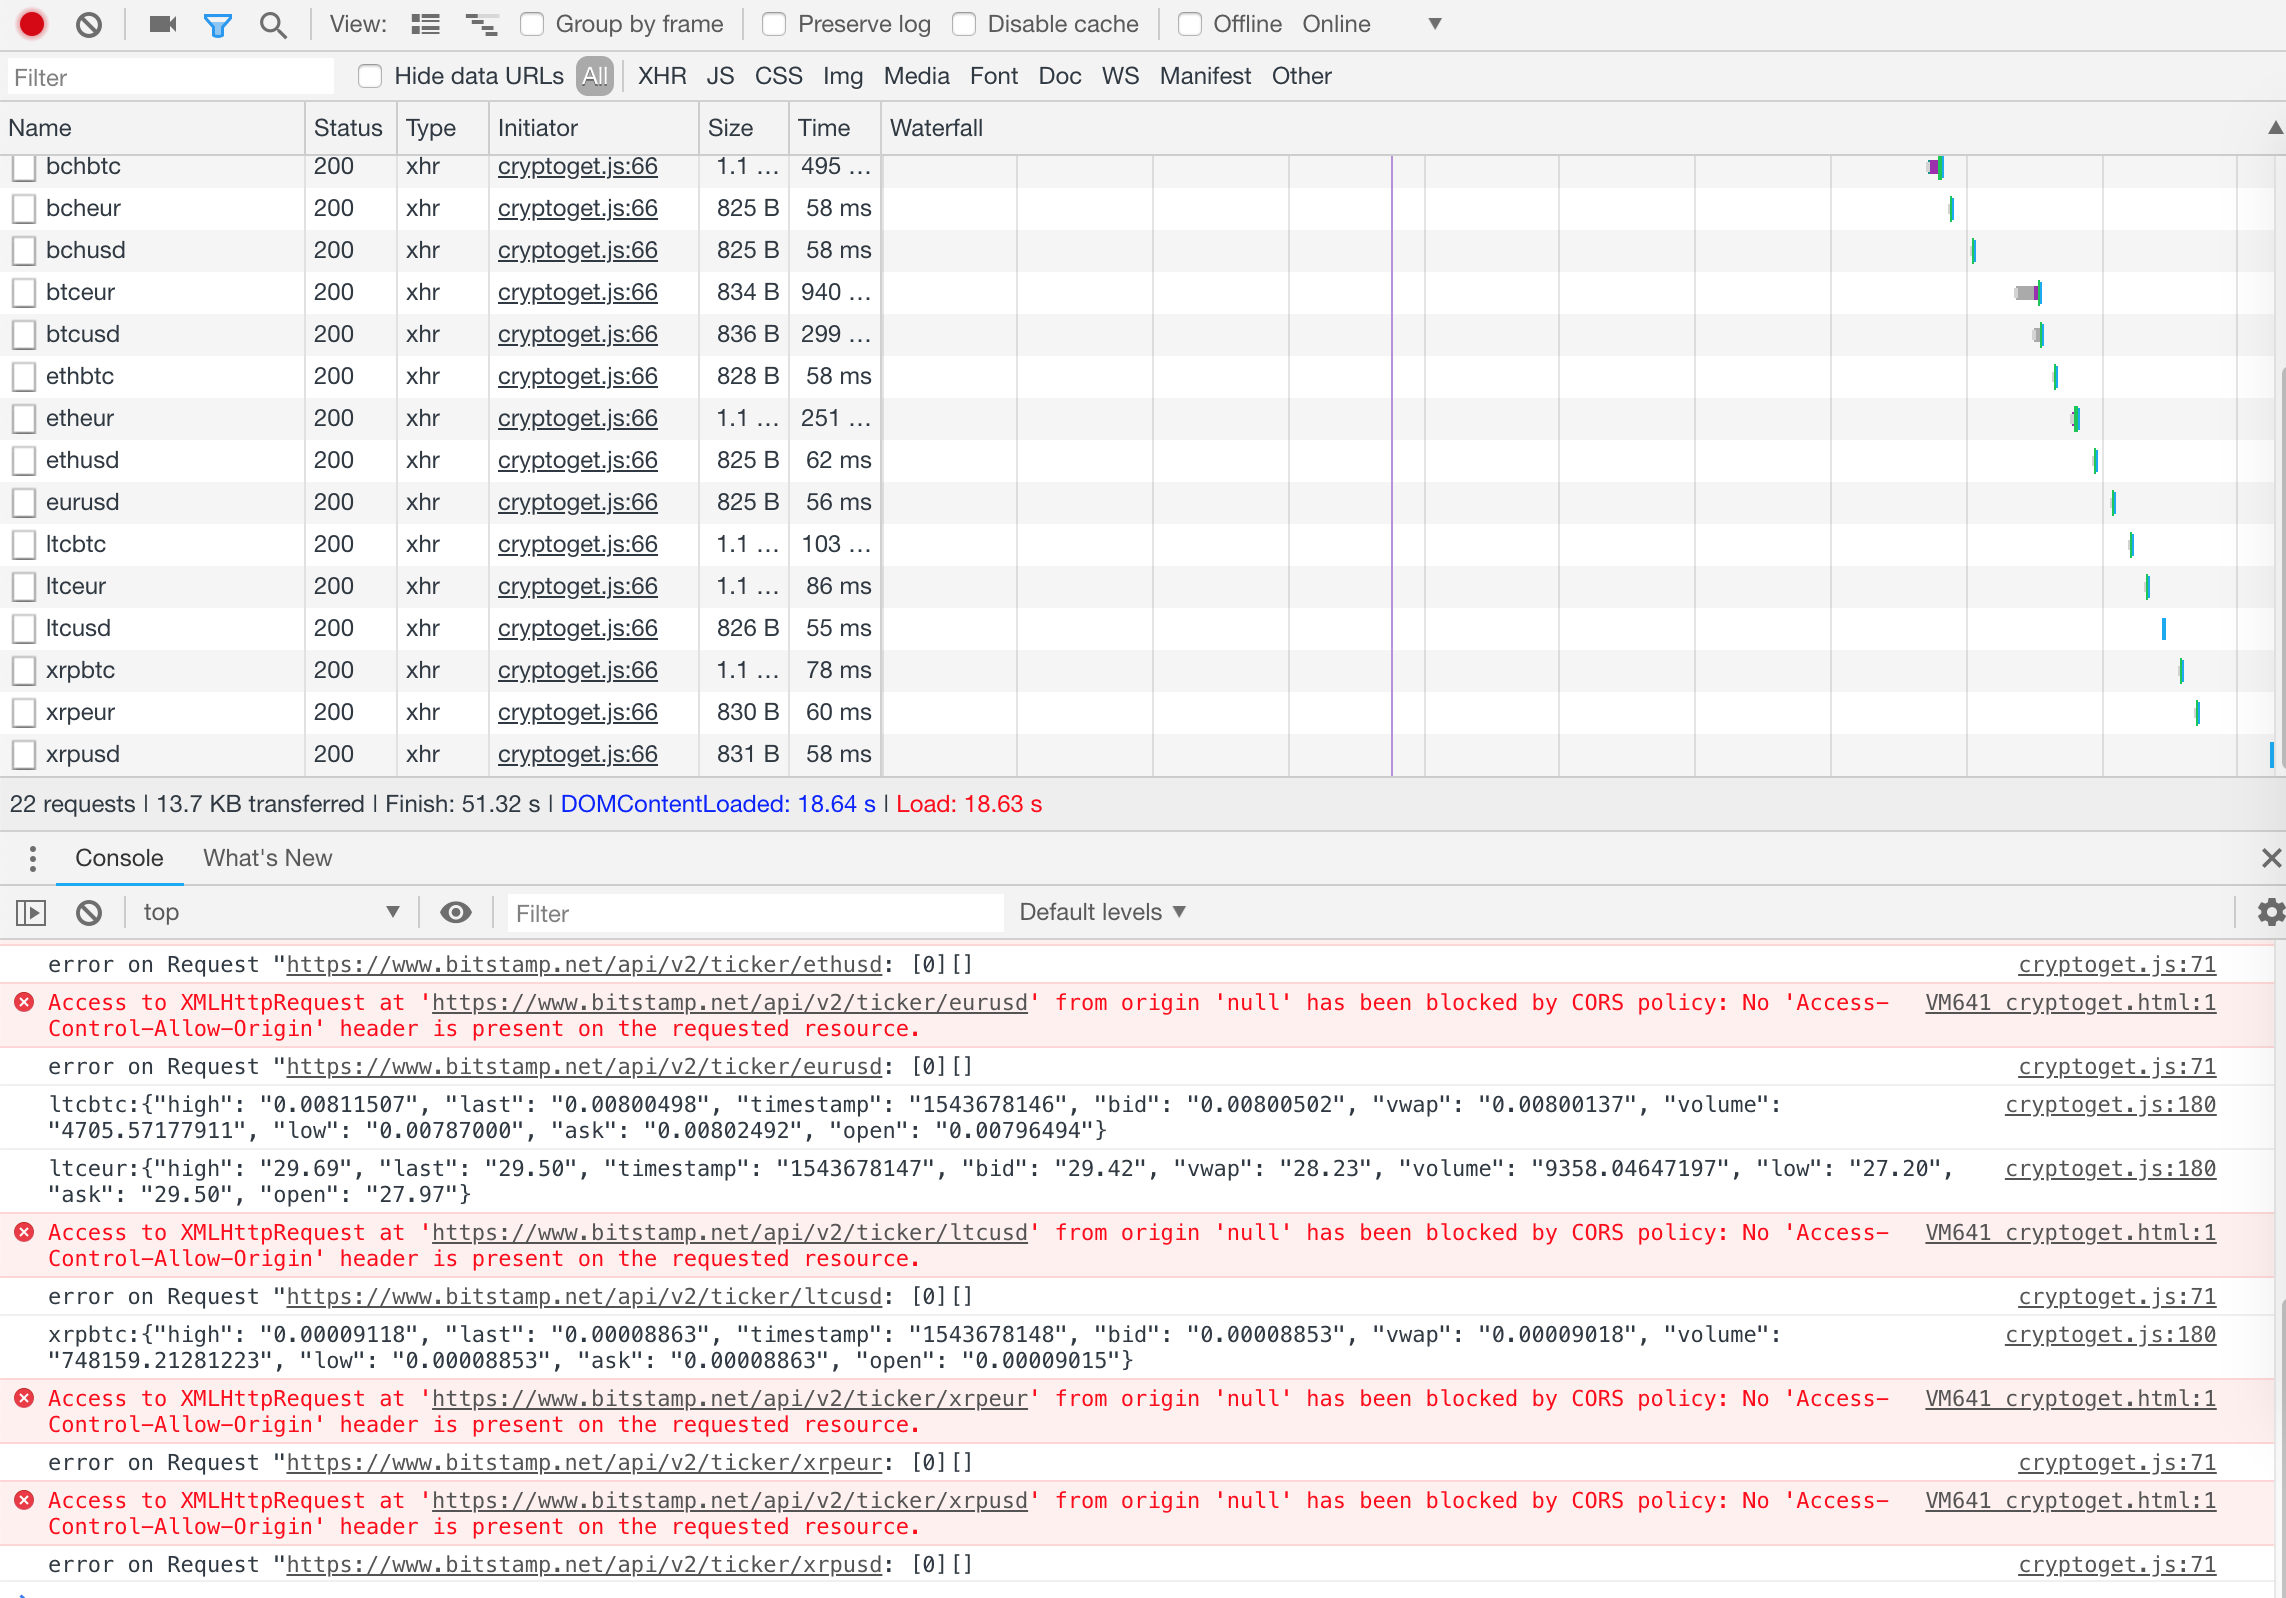 View: Group by frame Preserve log Disable cache Offline Online ▼
Filter Hide data URLs All XHR JS CSS Img Media Font Doc WS Manifest Other
Name Status Type Initiator Size Time Waterfall ▲
bchbtc 200 xhr cryptoget.js:66 1.1 … 495 …
bcheur 200 xhr cryptoget.js:66 825 B 58 ms
bchusd 200 xhr cryptoget.js:66 825 B 58 ms
btceur 200 xhr cryptoget.js:66 834 B 940 …
btcusd 200 xhr cryptoget.js:66 836 B 299 …
ethbtc 200 xhr cryptoget.js:66 828 B 58 ms
etheur 200 xhr cryptoget.js:66 1.1 … 251 …
ethusd 200 xhr cryptoget.js:66 825 B 62 ms
eurusd 200 xhr cryptoget.js:66 825 B 56 ms
ltcbtc 200 xhr cryptoget.js:66 1.1 … 103 …
ltceur 200 xhr cryptoget.js:66 1.1 … 86 ms
ltcusd 200 xhr cryptoget.js:66 826 B 55 ms
xrpbtc 200 xhr cryptoget.js:66 1.1 … 78 ms
xrpeur 200 xhr cryptoget.js:66 830 B 60 ms
xrpusd 200 xhr cryptoget.js:66 831 B 58 ms
22 requests | 13.7 KB transferred | Finish: 51.32 s | DOMContentLoaded: 18.64 s | Load: 18.63 s
Console What's New
top ▼ Filter Default levels ▼
error on Request "https://www.bitstamp.net/api/v2/ticker/ethusd: [0][] cryptoget.js:71
Access to XMLHttpRequest at 'https://www.bitstamp.net/api/v2/ticker/eurusd' from origin 'null' has been blocked by CORS policy: No 'Access- VM641 cryptoget.html:1
Control-Allow-Origin' header is present on the requested resource.
error on Request "https://www.bitstamp.net/api/v2/ticker/eurusd: [0][] cryptoget.js:71
ltcbtc:{"high": "0.00811507", "last": "0.00800498", "timestamp": "1543678146", "bid": "0.00800502", "vwap": "0.00800137", "volume": cryptoget.js:180
"4705.57177911", "low": "0.00787000", "ask": "0.00802492", "open": "0.00796494"}
ltceur:{"high": "29.69", "last": "29.50", "timestamp": "1543678147", "bid": "29.42", "vwap": "28.23", "volume": "9358.04647197", "low": "27.20", cryptoget.js:180
"ask": "29.50", "open": "27.97"}
Access to XMLHttpRequest at 'https://www.bitstamp.net/api/v2/ticker/ltcusd' from origin 'null' has been blocked by CORS policy: No 'Access- VM641 cryptoget.html:1
Control-Allow-Origin' header is present on the requested resource.
error on Request "https://www.bitstamp.net/api/v2/ticker/ltcusd: [0][] cryptoget.js:71
xrpbtc:{"high": "0.00009118", "last": "0.00008863", "timestamp": "1543678148", "bid": "0.00008853", "vwap": "0.00009018", "volume": cryptoget.js:180
"748159.21281223", "low": "0.00008853", "ask": "0.00008863", "open": "0.00009015"}
Access to XMLHttpRequest at 'https://www.bitstamp.net/api/v2/ticker/xrpeur' from origin 'null' has been blocked by CORS policy: No 'Access- VM641 cryptoget.html:1
Control-Allow-Origin' header is present on the requested resource.
error on Request "https://www.bitstamp.net/api/v2/ticker/xrpeur: [0][] cryptoget.js:71
Access to XMLHttpRequest at 'https://www.bitstamp.net/api/v2/ticker/xrpusd' from origin 'null' has been blocked by CORS policy: No 'Access- VM641 cryptoget.html:1
Control-Allow-Origin' header is present on the requested resource.
error on Request "https://www.bitstamp.net/api/v2/ticker/xrpusd: [0][] cryptoget.js:71